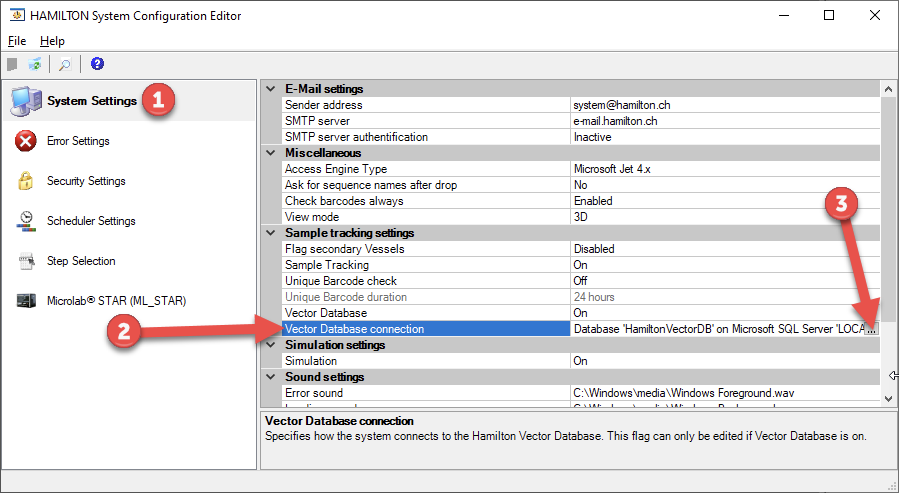 HAMILTON System Configuration Editor
File Help
System Settings 1
Error Settings
Security Settings
Scheduler Settings
Step Selection
Microlab® STAR (ML_STAR)
2
3
E-Mail settings
Sender address system@hamilton.ch
SMTP server e-mail.hamilton.ch
SMTP server authentification Inactive
Miscellaneous
Access Engine Type Microsoft Jet 4.x
Ask for sequence names after drop No
Check barcodes always Enabled
View mode 3D
Sample tracking settings
Flag secondary Vessels Disabled
Sample Tracking On
Unique Barcode check Off
Unique Barcode duration 24 hours
Vector Database On
Vector Database connection Database 'HamiltonVectorDB' on Microsoft SQL Server 'LOCA ...
Simulation settings
Simulation On
Sound settings
Error sound C:\Windows\media\Windows Foreground.wav
Vector Database connection
Specifies how the system connects to the Hamilton Vector Database. This flag can only be edited if Vector Database is on.